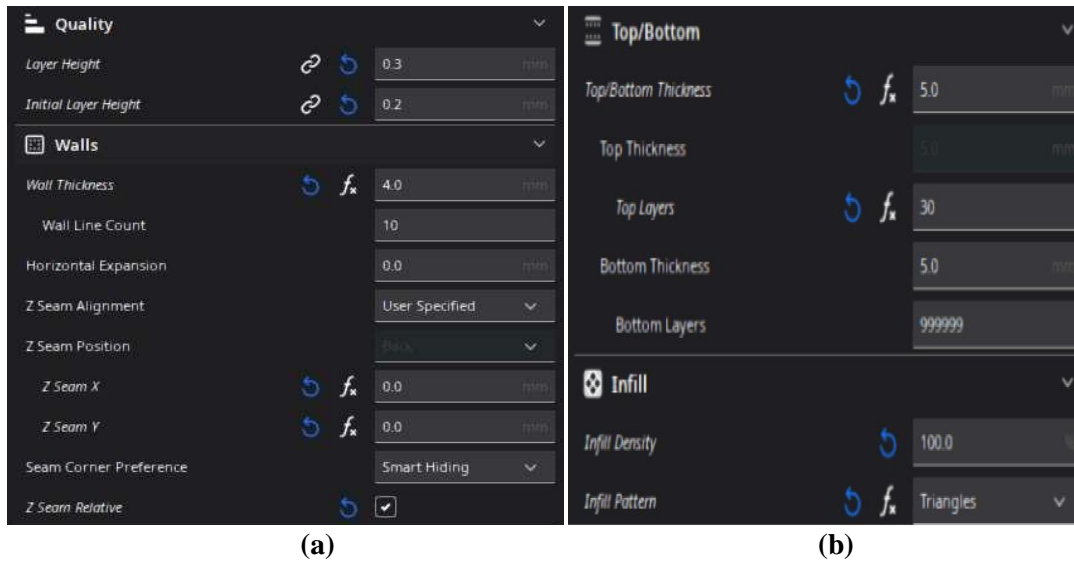 Quality
Layer Height 0.3 mm
Initial Layer Height 0.2 mm
Walls
Wall Thickness 4.0 mm
Wall Line Count 10
Horizontal Expansion 0.0 mm
Z Seam Alignment User Specified
Z Seam Position Back
Z Seam X 0.0 mm
Z Seam Y 0.0 mm
Seam Corner Preference Smart Hiding
Z Seam Relative
(a)
Top/Bottom
Top/Bottom Thickness 5.0 mm
Top Thickness 5.0 mm
Top Layers 30
Bottom Thickness 5.0 mm
Bottom Layers 999999
Infill
Infill Density 100.0 %
Infill Pattern Triangles
(b)